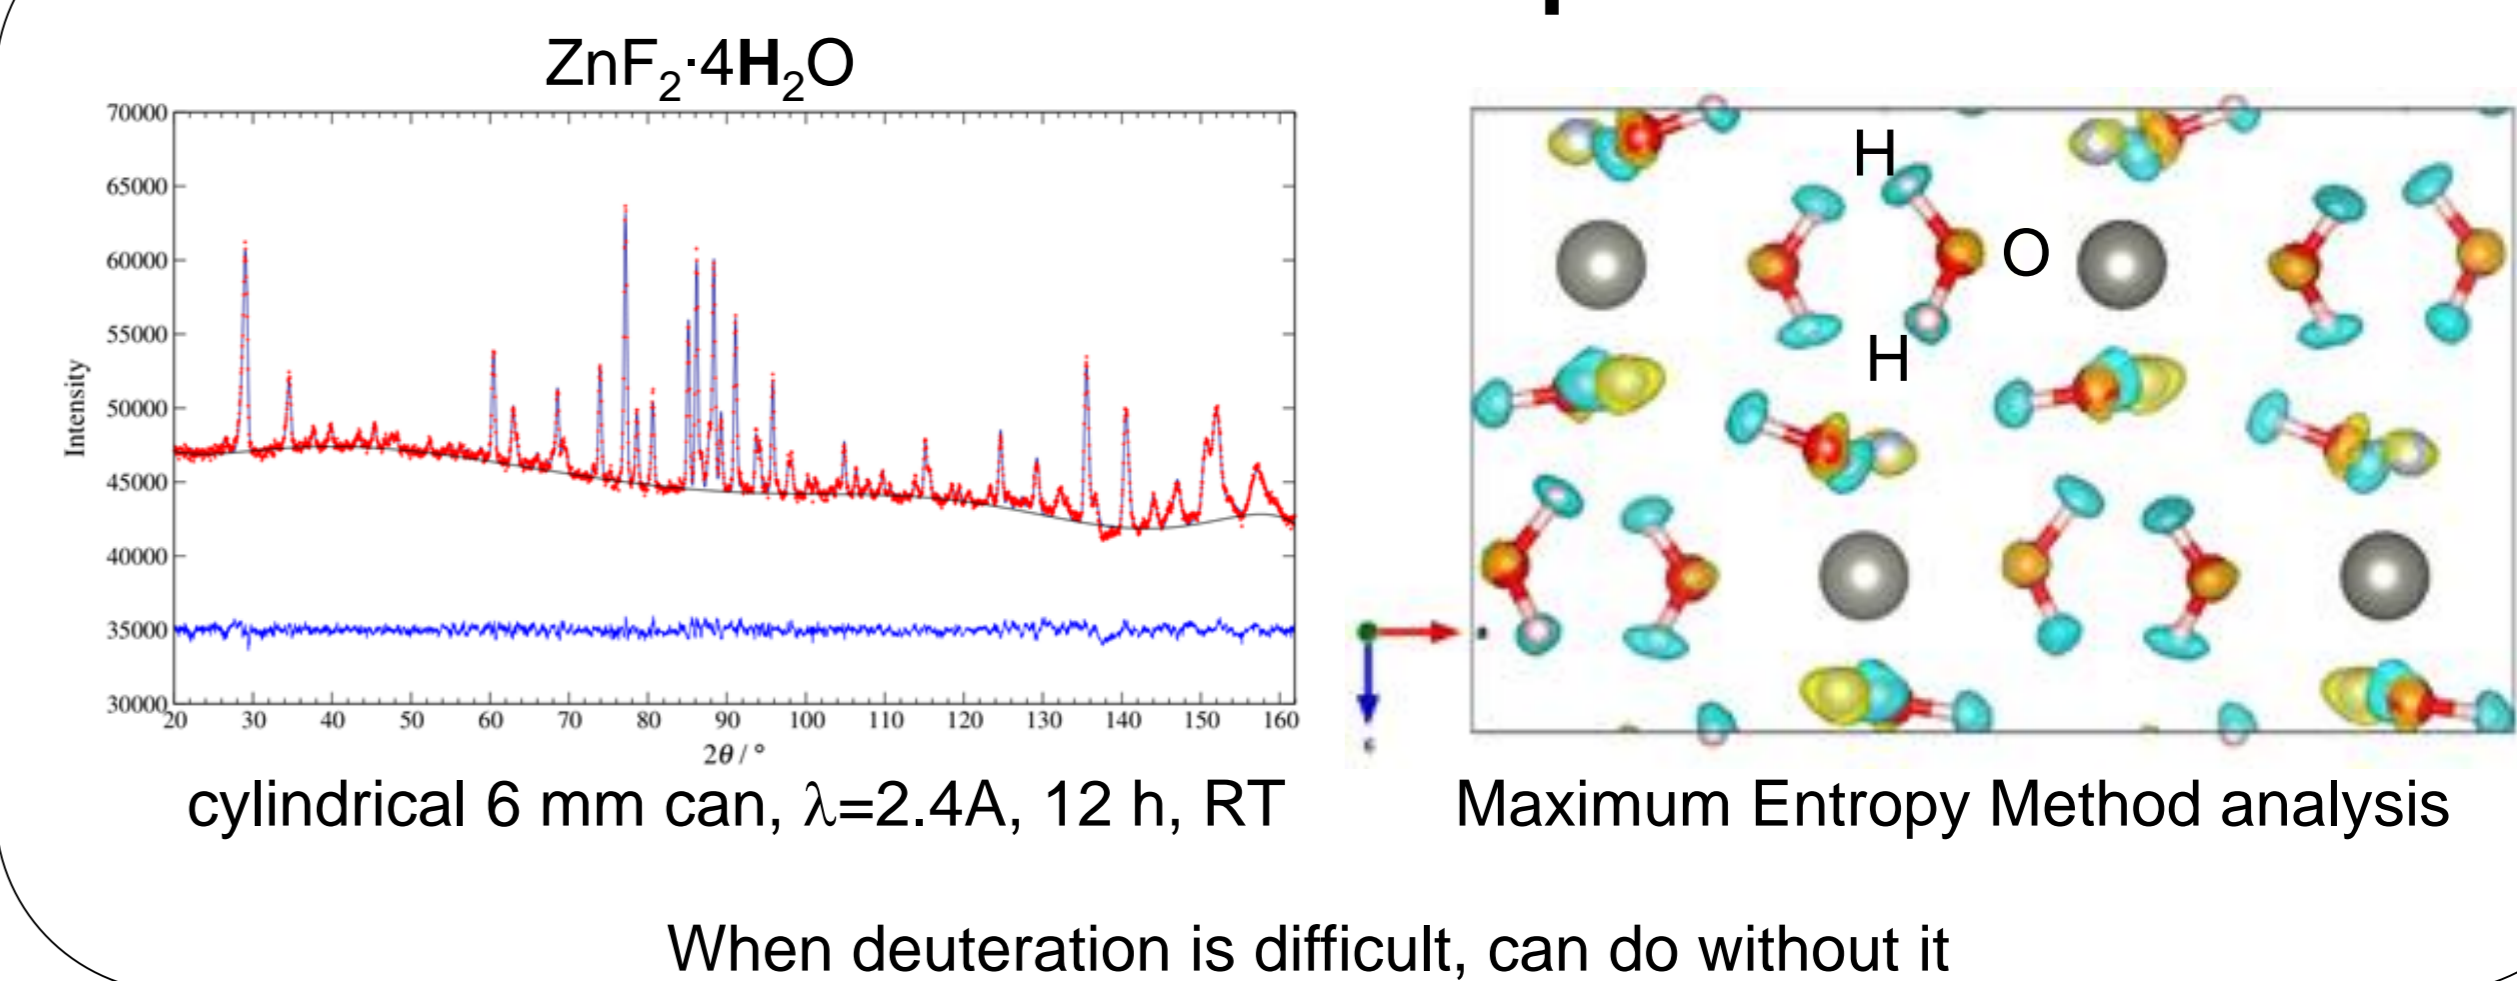 ZnF₂·4H₂O
70000
65000
60000
55000
50000
45000
40000
35000
30000
Intensity
20 30 40 50 60 70 80 90 100 110 120 130 140 150 160
2θ / °
H
O
H
c
cylindrical 6 mm can, λ=2.4A, 12 h, RT
Maximum Entropy Method analysis
When deuteration is difficult, can do without it